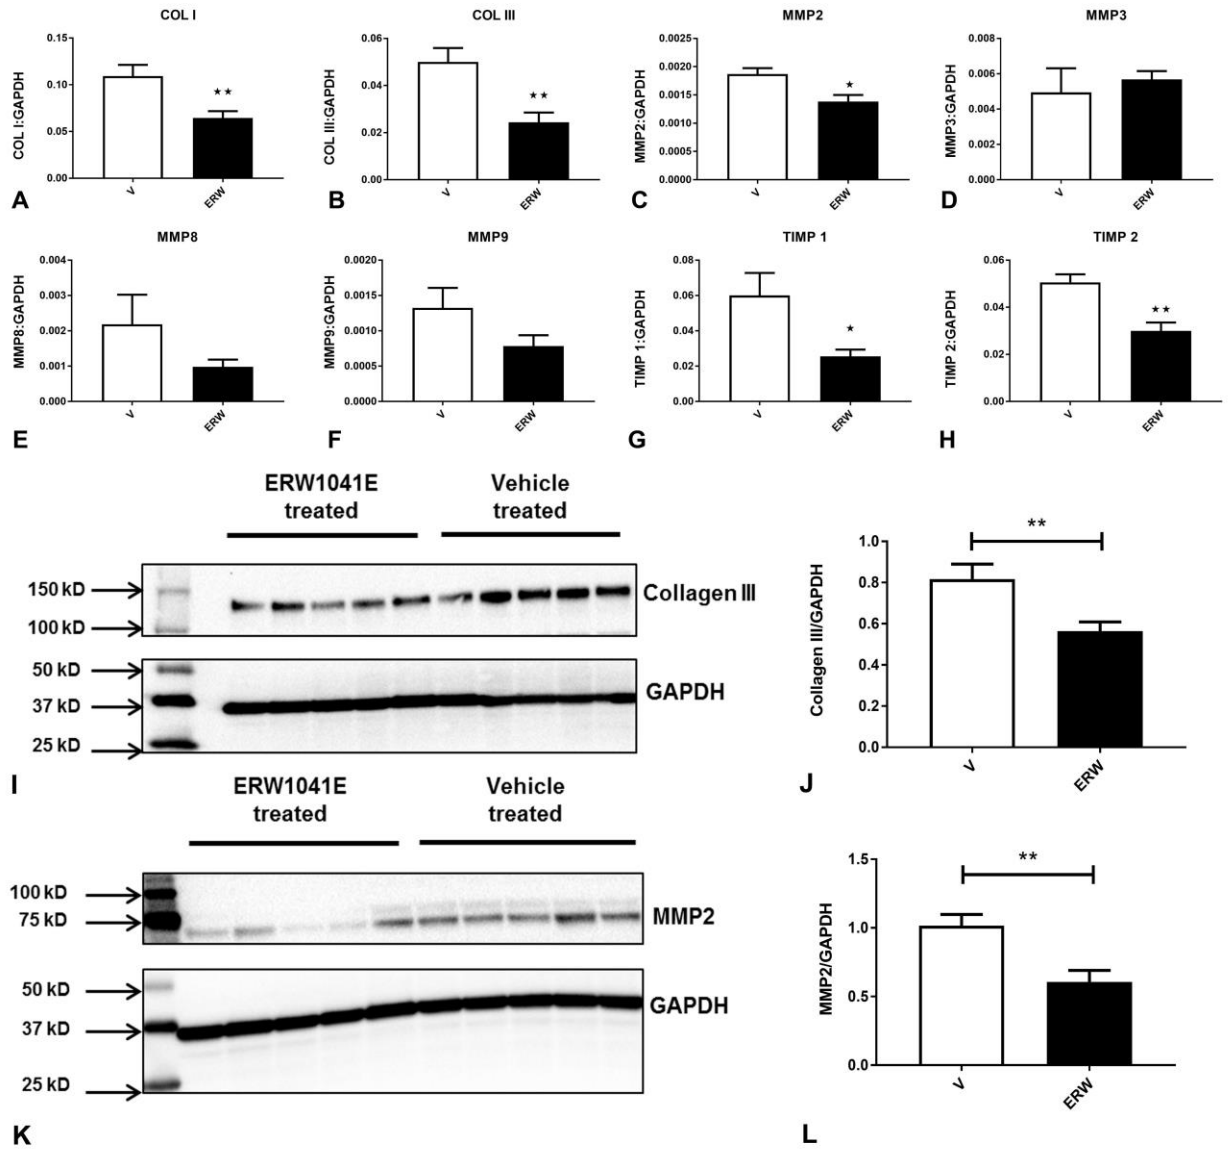 COL I
COL I:GAPDH
0.15
0.10
0.05
0.00
★★
V
ERW
A
COL III
COL III:GAPDH
0.06
0.04
0.02
0.00
★★
V
ERW
B
MMP2
MMP2:GAPDH
0.0025
0.0020
0.0015
0.0010
0.0005
0.0000
★
V
ERW
C
MMP3
MMP3:GAPDH
0.008
0.006
0.004
0.002
0.000
V
ERW
D
MMP8
MMP8:GAPDH
0.004
0.003
0.002
0.001
0.000
V
ERW
E
MMP9
MMP9:GAPDH
0.0020
0.0015
0.0010
0.0005
0.0000
V
ERW
F
TIMP 1
TIMP 1:GAPDH
0.08
0.06
0.04
0.02
0.00
★
V
ERW
G
TIMP 2
TIMP 2:GAPDH
0.06
0.04
0.02
0.00
★★
V
ERW
H
ERW1041E
treated
Vehicle
treated
150 kD
100 kD
Collagen III
50 kD
37 kD
25 kD
GAPDH
I
Collagen III/GAPDH
1.0
0.8
0.6
0.4
0.2
0.0
**
V
ERW
J
ERW1041E
treated
Vehicle
treated
100 kD
75 kD
MMP2
50 kD
37 kD
25 kD
GAPDH
K
MMP2/GAPDH
1.5
1.0
0.5
0.0
**
V
ERW
L